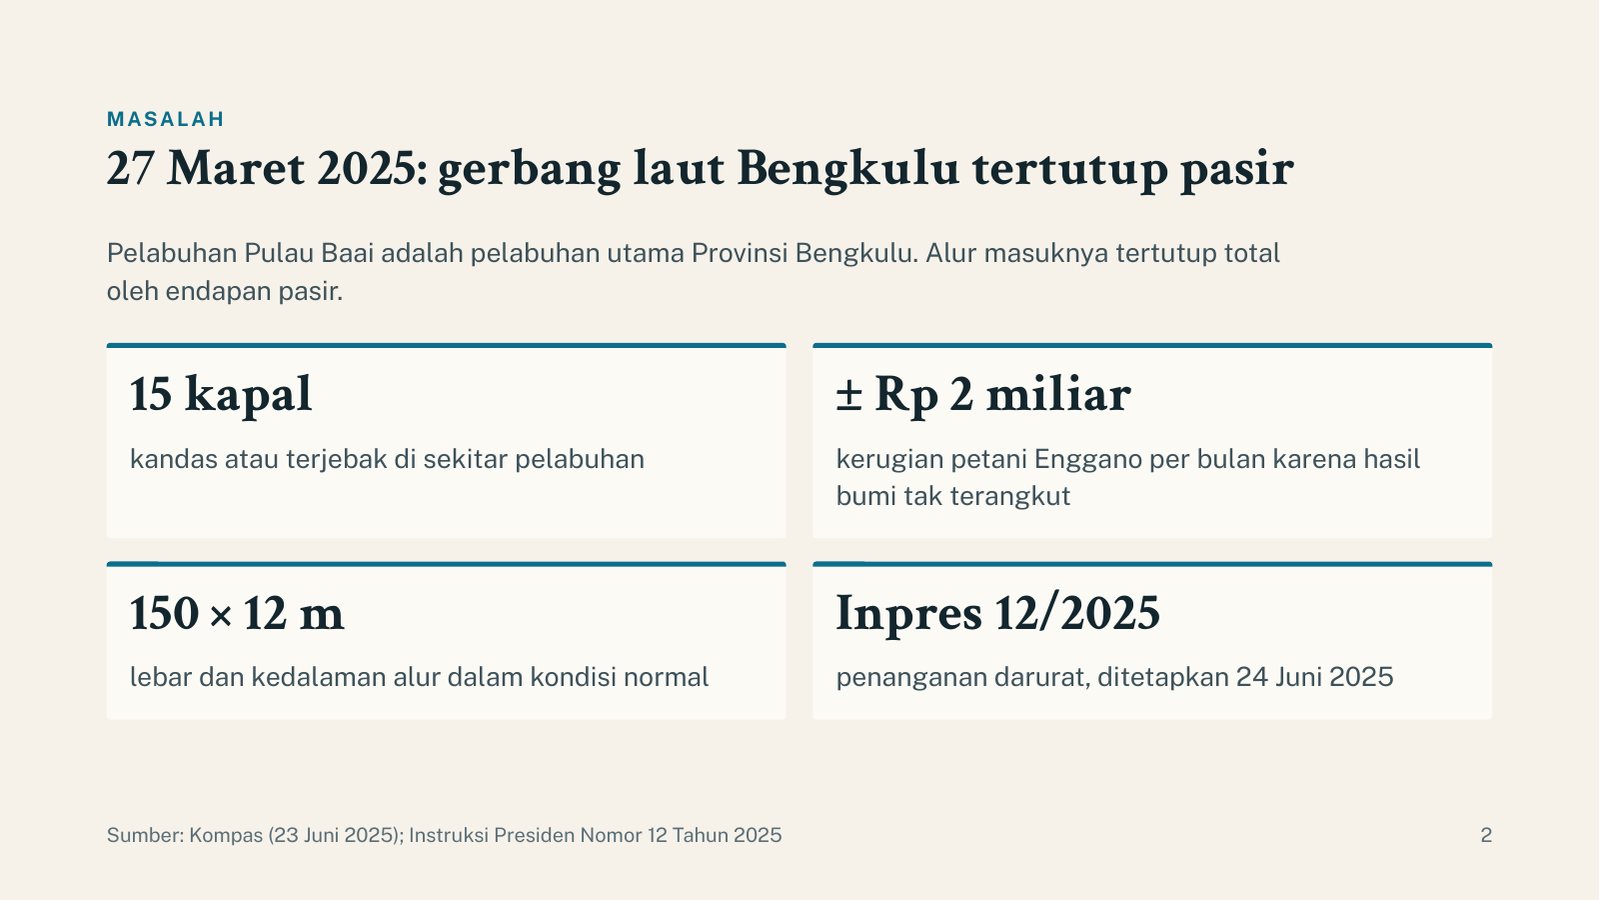 MASALAH
27 Maret 2025: gerbang laut Bengkulu tertutup pasir
Pelabuhan Pulau Baai adalah pelabuhan utama Provinsi Bengkulu. Alur masuknya tertutup total
oleh endapan pasir.
15 kapal
kandas atau terjebak di sekitar pelabuhan
± Rp 2 miliar
kerugian petani Enggano per bulan karena hasil
bumi tak terangkut
150 × 12 m
lebar dan kedalaman alur dalam kondisi normal
Inpres 12/2025
penanganan darurat, ditetapkan 24 Juni 2025
Sumber: Kompas (23 Juni 2025); Instruksi Presiden Nomor 12 Tahun 2025
2